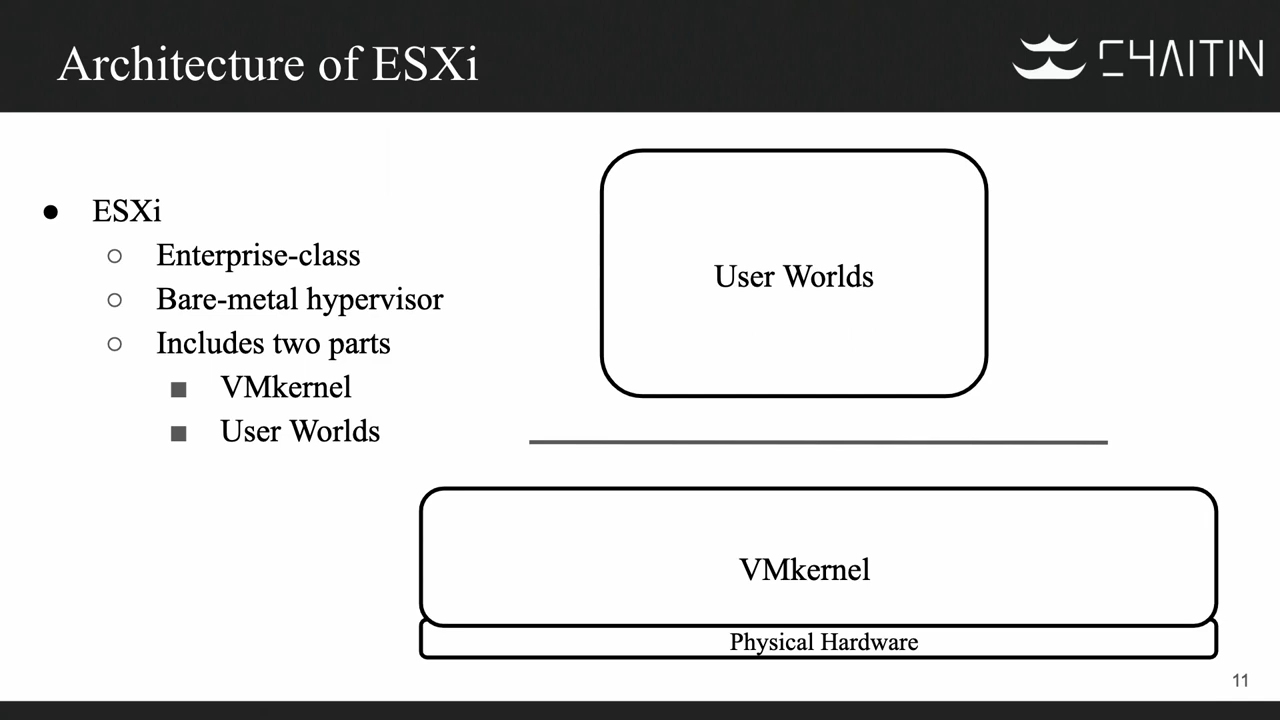 Architecture of ESXi
CHAITIN
● ESXi
○ Enterprise-class
○ Bare-metal hypervisor
○ Includes two parts
■ VMkernel
■ User Worlds
User Worlds
VMkernel
Physical Hardware
11